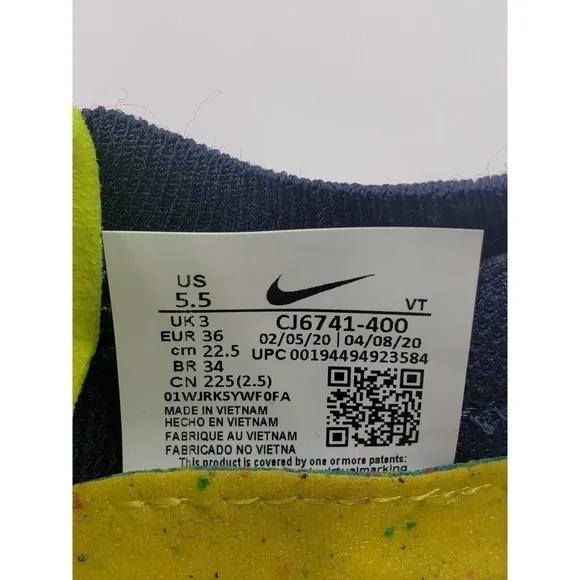 US
5.5
VT
UK 3
EUR 36
cm 22.5
BR 34
CN 225(2.5)
CJ6741-400
02/05/20 | 04/08/20
UPC 00194494923584
01WJRK5YWF0FA
MADE IN VIETNAM
HECHO EN VIETNAM
FABRIQUE AU VIETNAM
FABRICADO NO VIETNA
This product is covered by one or more patents
virtualmarking